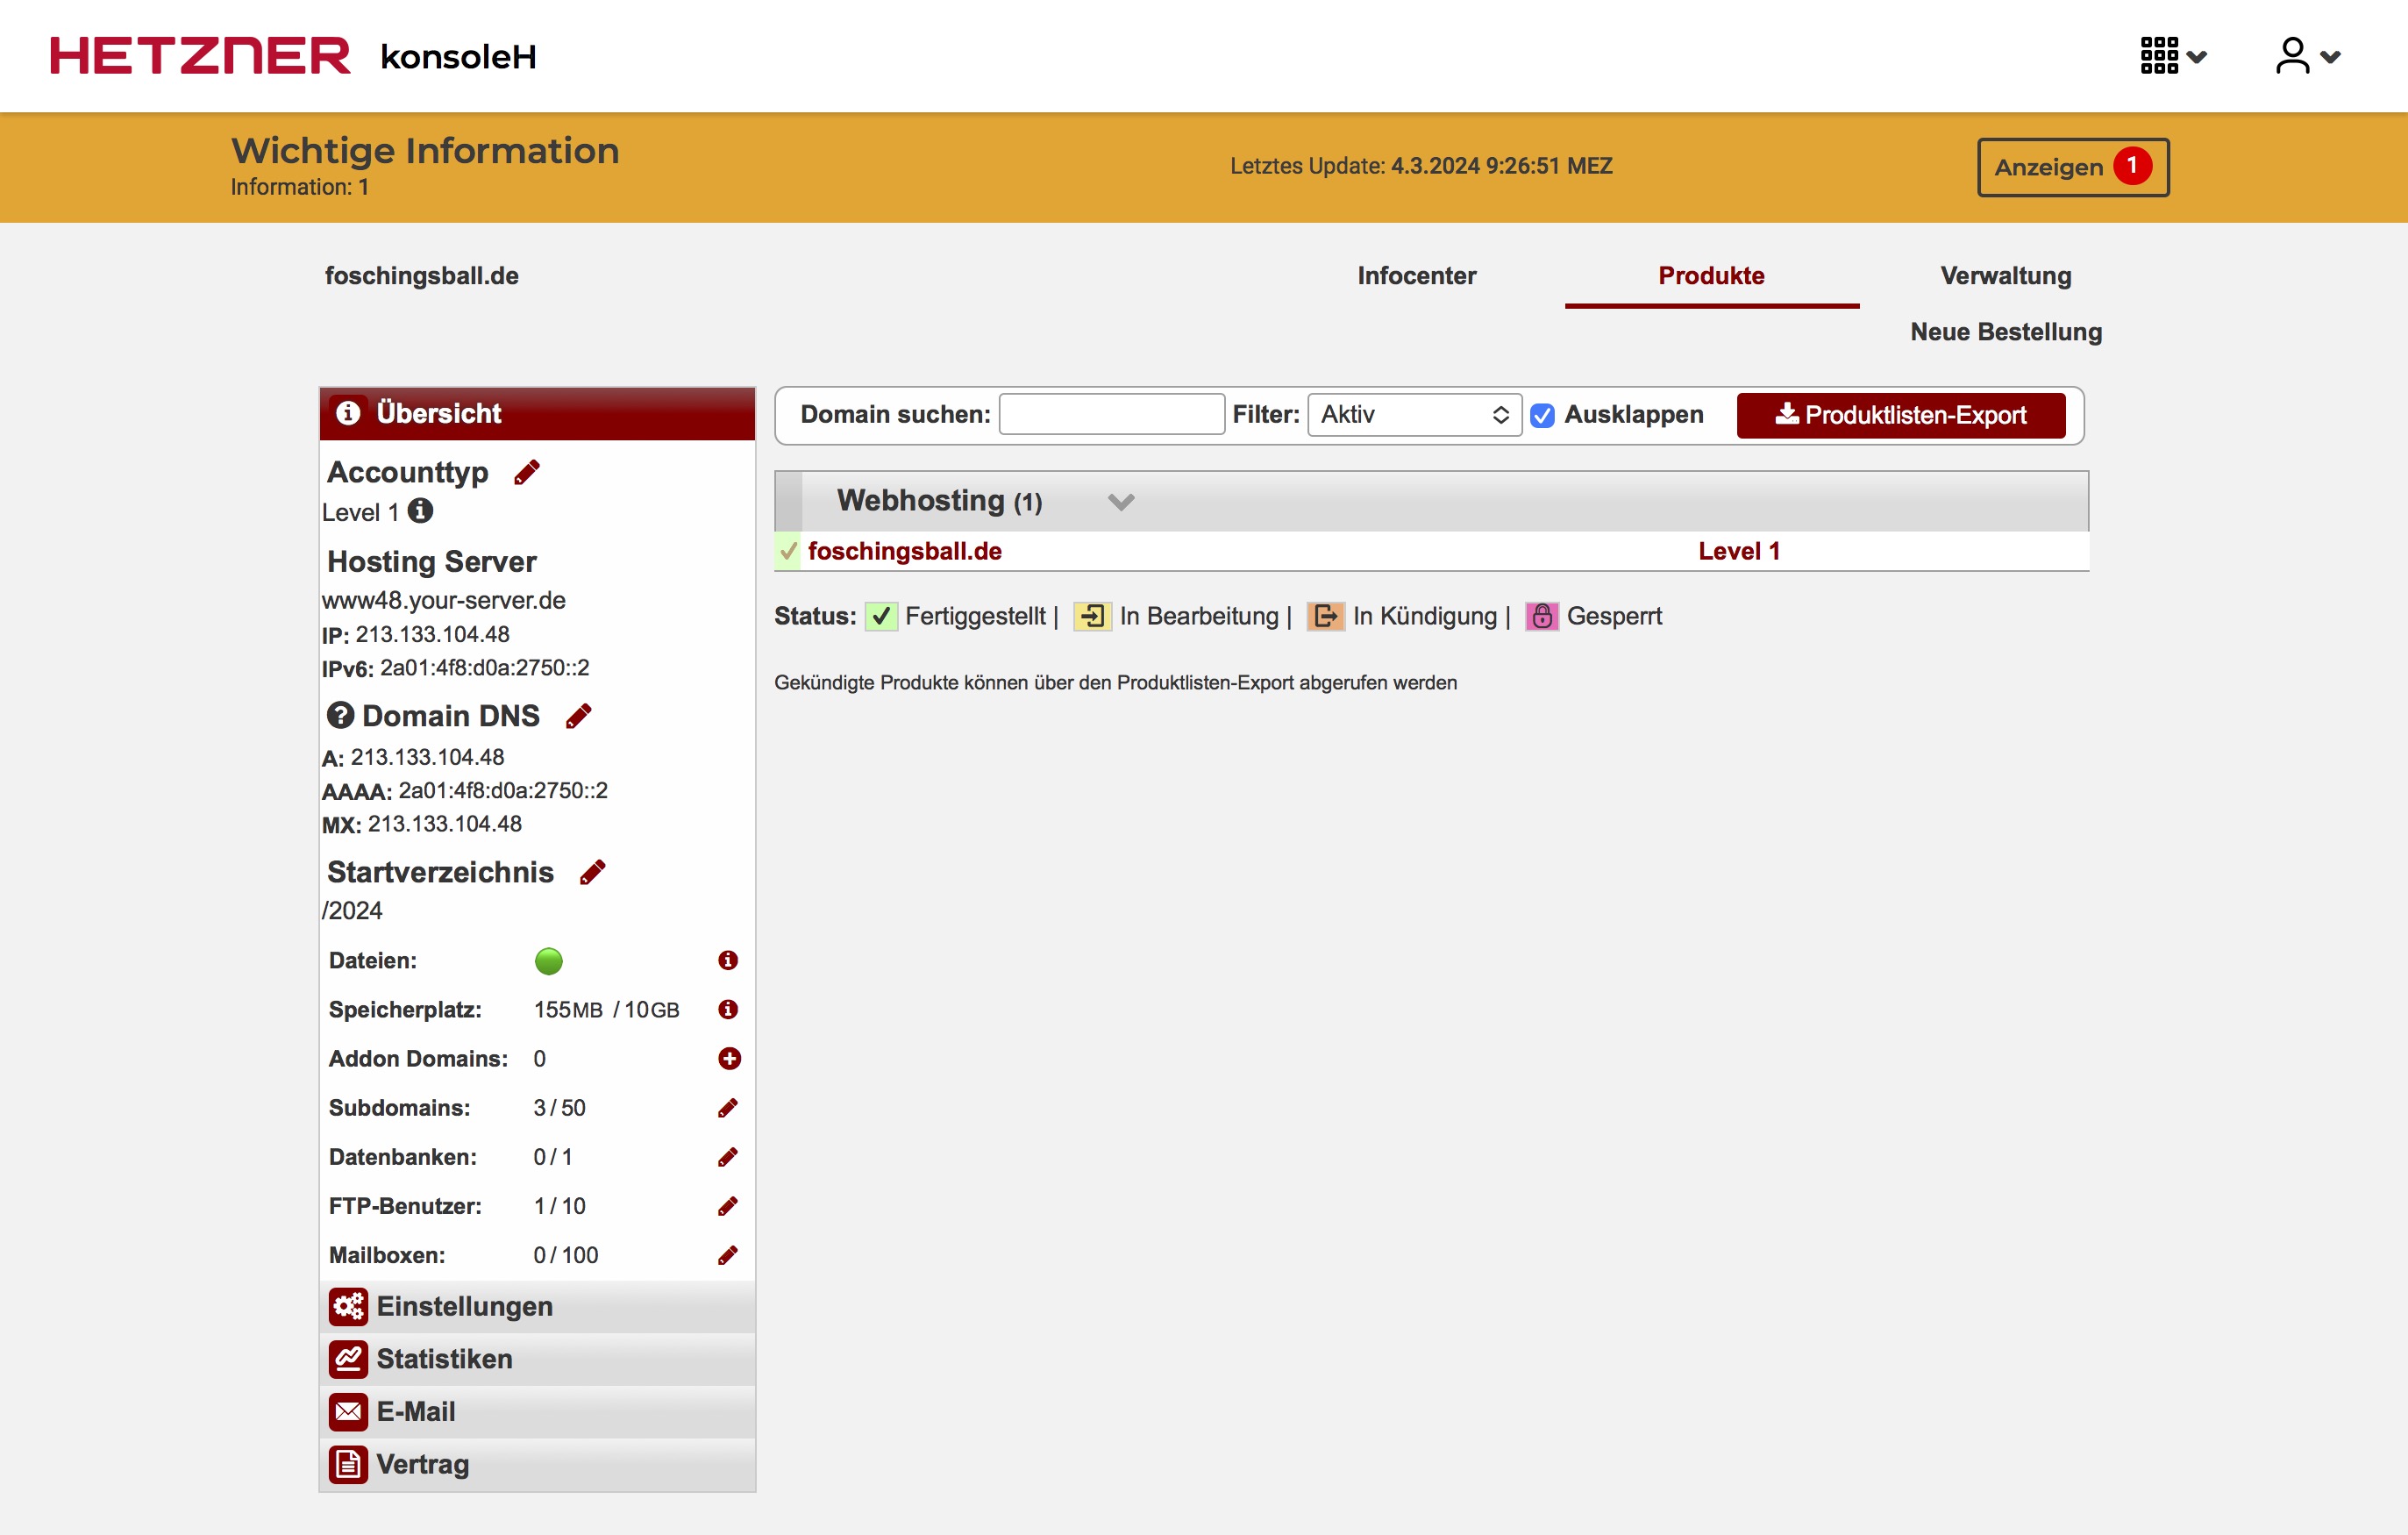 HETZNER konsoleH
Wichtige Information
Information: 1
Letztes Update: 4.3.2024 9:26:51 MEZ
Anzeigen 1
foschingsball.de
Infocenter
Produkte
Verwaltung
Neue Bestellung
Übersicht
Accounttyp
Level 1
Hosting Server
www48.your-server.de
IP: 213.133.104.48
IPv6: 2a01:4f8:d0a:2750::2
Domain DNS
A: 213.133.104.48
AAAA: 2a01:4f8:d0a:2750::2
MX: 213.133.104.48
Startverzeichnis
/2024
Dateien:
Speicherplatz: 155MB / 10GB
Addon Domains: 0
Subdomains: 3 / 50
Datenbanken: 0 / 1
FTP-Benutzer: 1 / 10
Mailboxen: 0 / 100
Einstellungen
Statistiken
E-Mail
Vertrag
Domain suchen: Filter: Aktiv Ausklappen Produktlisten-Export
Webhosting (1)
foschingsball.de Level 1
Status: Fertiggestellt | In Bearbeitung | In Kündigung | Gesperrt
Gekündigte Produkte können über den Produktlisten-Export abgerufen werden